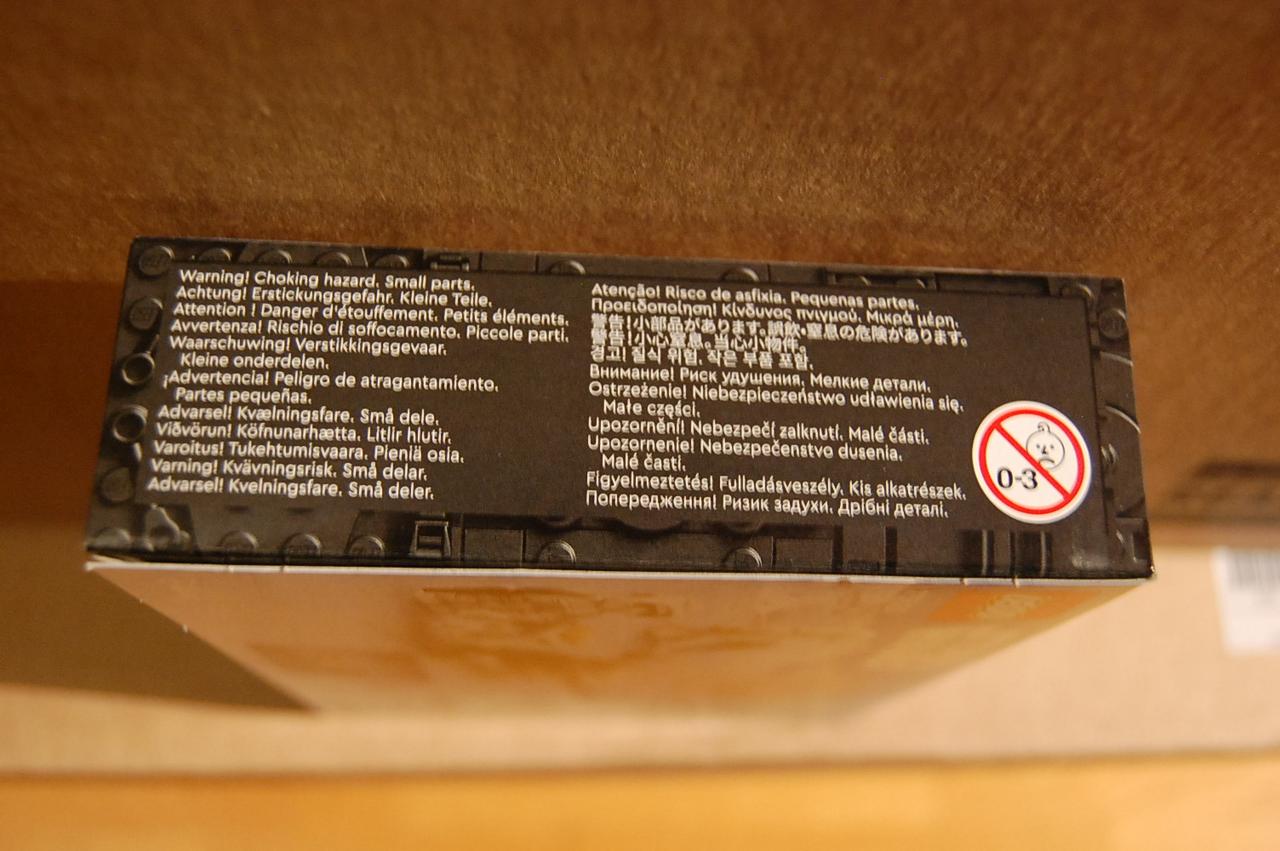 Warning! Choking hazard. Small parts.
Achtung! Erstickungsgefahr. Kleine Teile.
Attention ! Danger d'étouffement. Petits éléments.
Avvertenza! Rischio di soffocamento. Piccole parti.
Waarschuwing! Verstikkingsgevaar.
Kleine onderdelen.
¡Advertencia! Peligro de atragantamiento.
Partes pequeñas.
Advarsel! Kvælningsfare. Små dele.
Viðvörun! Köfnunarhætta. Litlir hlutir.
Varoitus! Tukehtumisvaara. Pieniä osia.
Varning! Kvävningsrisk. Små delar.
Advarsel! Kvelningsfare. Små deler.
Atenção! Risco de asfixia. Pequenas partes.
Προειδοποίηση! Κίνδυνος πνιγμού. Μικρά μέρη.
警告!小部品があります。誤飲・窒息の危険があります。
警告!小心窒息。当心小物件。
경고! 질식 위험. 작은 부품 포함.
Внимание! Риск удушения. Мелкие детали.
Ostrzeżenie! Niebezpieczeństwo udławienia się.
Małe części.
Upozornění! Nebezpečí zalknutí. Malé části.
Upozornenie! Nebezpečenstvo dusenia.
Malé časti.
Figyelmeztetés! Fulladásveszély. Kis alkatrészek.
Попередження! Ризик задухи. Дрібні деталі.
0-3